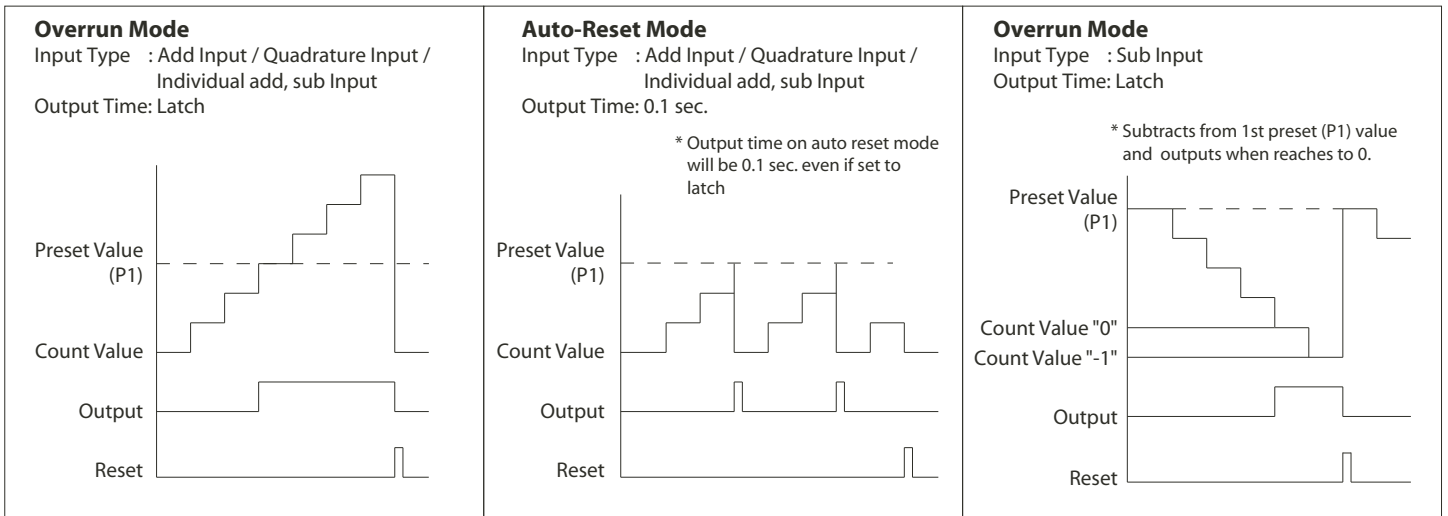 Overrun Mode
Input Type : Add Input / Quadrature Input /
Individual add, sub Input
Output Time: Latch
Preset Value
(P1)
Count Value
Output
Reset
Auto-Reset Mode
Input Type : Add Input / Quadrature Input /
Individual add, sub Input
Output Time: 0.1 sec.
* Output time on auto reset mode
will be 0.1 sec. even if set to
latch
Preset Value
(P1)
Count Value
Output
Reset
Overrun Mode
Input Type : Sub Input
Output Time: Latch
* Subtracts from 1st preset (P1) value
and outputs when reaches to 0.
Preset Value
(P1)
Count Value "0"
Count Value "-1"
Output
Reset